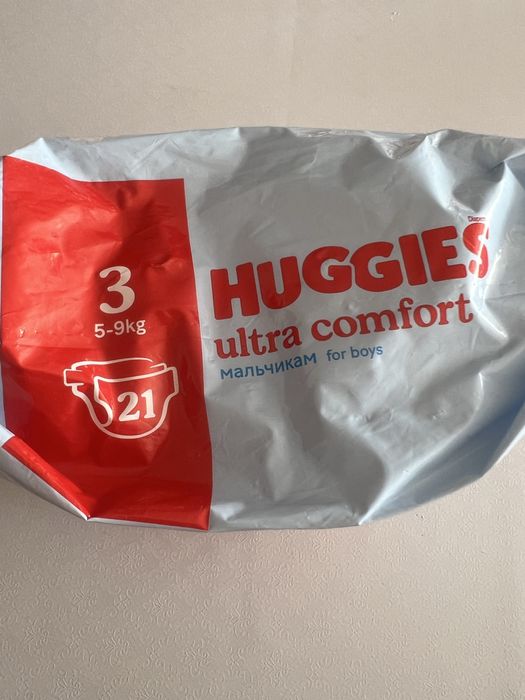 3
5-9kg
21
HUGGIES
ultra comfort
мальчикам for boys